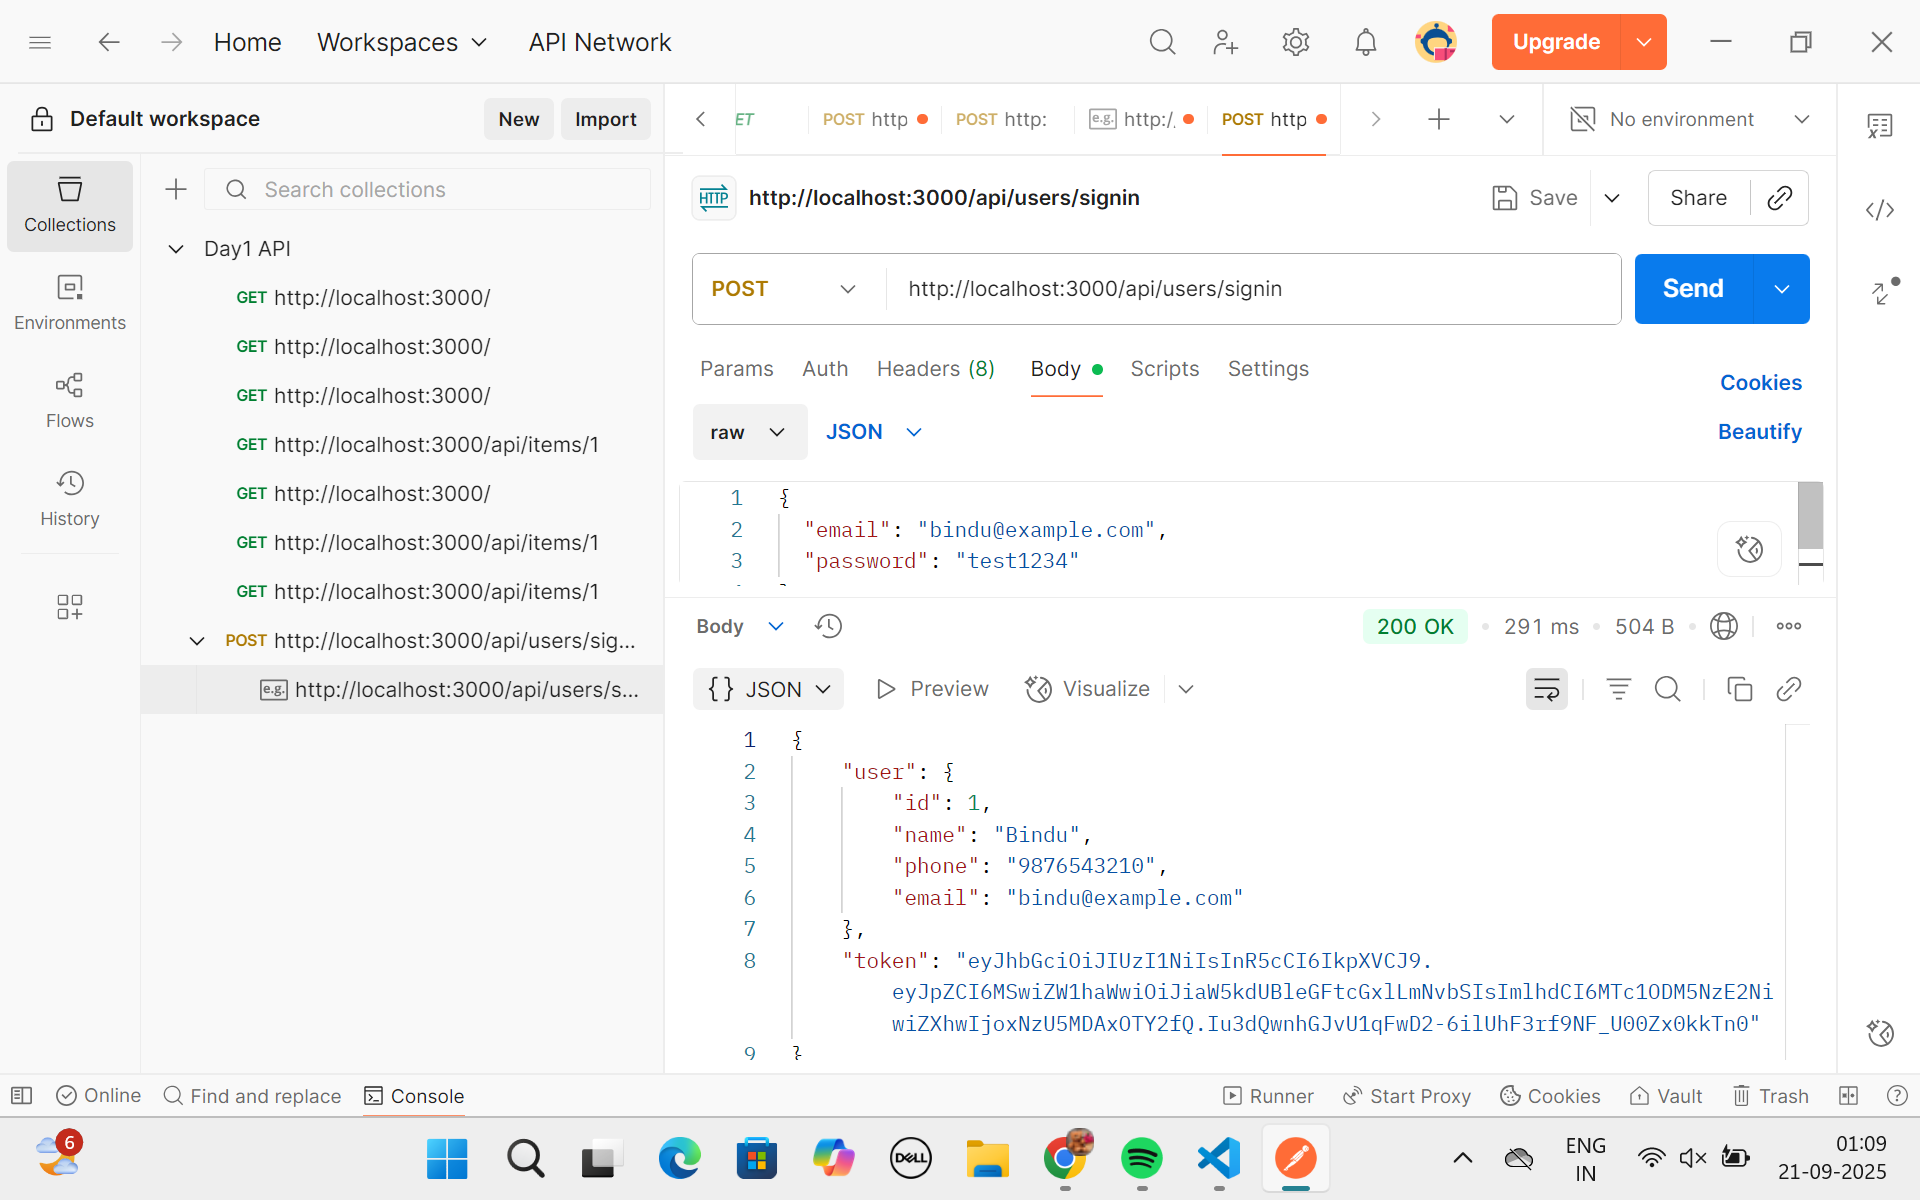 Home Workspaces API Network Upgrade
Default workspace New Import
ET POST http POST http: e.g. http:/. POST http No environment
Collections
Environments
Flows
History
Search collections
Day1 API
GET http://localhost:3000/
GET http://localhost:3000/
GET http://localhost:3000/
GET http://localhost:3000/api/items/1
GET http://localhost:3000/
GET http://localhost:3000/api/items/1
GET http://localhost:3000/api/items/1
POST http://localhost:3000/api/users/sig...
e.g. http://localhost:3000/api/users/s...
HTTP http://localhost:3000/api/users/signin Save Share
POST http://localhost:3000/api/users/signin Send
Params Auth Headers (8) Body Scripts Settings Cookies
raw JSON Beautify
1 {
2 "email": "bindu@example.com",
3 "password": "test1234"
Body 200 OK 291 ms 504 B
{} JSON Preview Visualize
1 {
2 "user": {
3 "id": 1,
4 "name": "Bindu",
5 "phone": "9876543210",
6 "email": "bindu@example.com"
7 },
8 "token": "eyJhbGciOiJIUzI1NiIsInR5cCI6IkpXVCJ9.
eyJpZCI6MSwiZW1haWwiOiJiaW5kdUBleGFtcGxlLmNvbSIsImlhdCI6MTc1ODM5NzE2Ni
wiZXhwIjoxNzU5MDAxOTY2fQ.Iu3dQwnhGJvU1qFwD2-6ilUhF3rf9NF_U00Zx0kkTn0"
9 }
Online Find and replace Console Runner Start Proxy Cookies Vault Trash
6 DELL ENG IN 01:09
21-09-2025